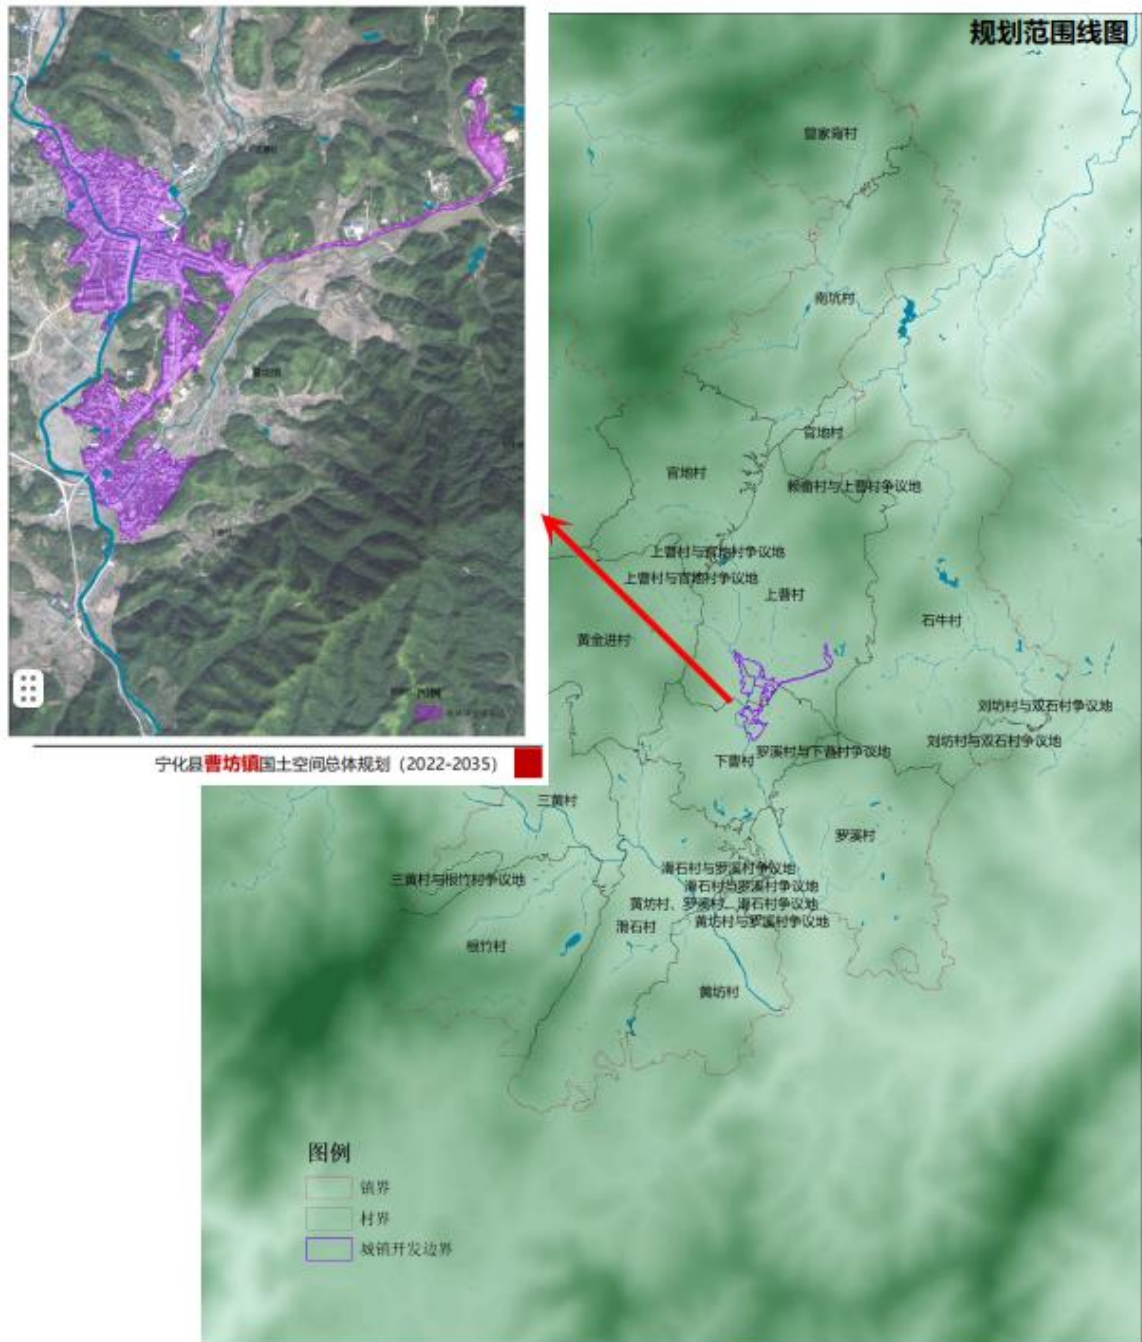 规划范围线图
曾家背村
南坑村
官地村
官地村
赖畲村与上曹村争议地
上曹村与官地村争议地
上曹村与官地村争议地
上曹村
石牛村
黄金进村
刘坊村与双石村争议地
刘坊村与双石村争议地
罗溪村与下曹村争议地
下曹村
曹坊镇
图例
宁化县曹坊镇国土空间总体规划（2022-2035）
三黄村
罗溪村
三黄村与根竹村争议地
滑石村与罗溪村争议地
滑石村与罗溪村争议地
黄坊村、罗溪村、滑石村争议地
黄坊村与罗溪村争议地
滑石村
根竹村
黄坊村
图例
镇界
村界
城镇开发边界